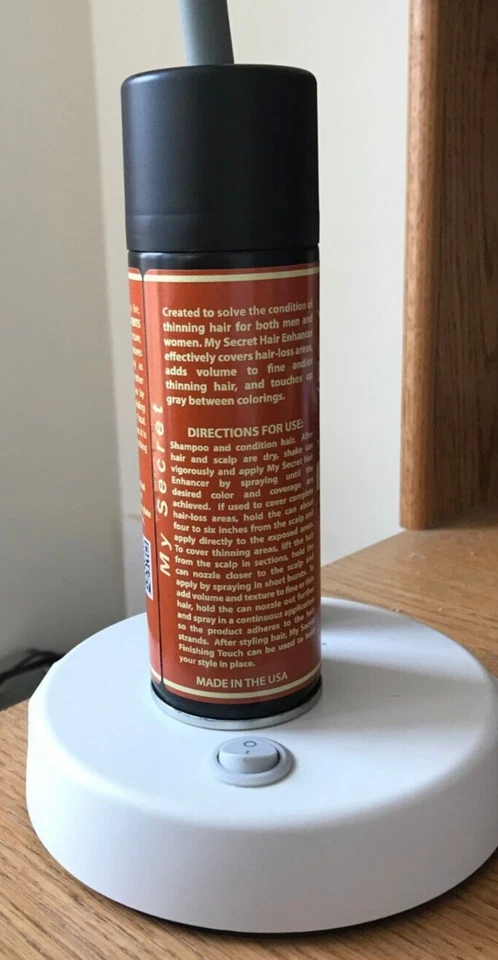 Created to solve the condition of
thinning hair for both men and
women. My Secret Hair Enhancer
effectively covers hair-loss areas,
adds volume to fine and/or
thinning hair, and touches up
gray between colorings.
DIRECTIONS FOR USE:
Shampoo and condition hair. After
hair and scalp are dry, shake can
vigorously and apply My Secret Hair
Enhancer by spraying until the
desired color and coverage are
achieved. If used to cover complete
hair-loss areas, hold the can about
four to six inches from the scalp and
apply directly to the exposed areas.
To cover thinning areas, lift the hair
from the scalp in sections, hold the
can nozzle closer to the scalp and
apply by spraying in short bursts. To
add volume and texture to fine or thin
hair, hold the can nozzle out further
and spray in a continuous application
so the product adheres to the hair
strands. After styling hair, My Secret
Finishing Touch can be used to hold
your style in place.
MADE IN THE USA
My Secret